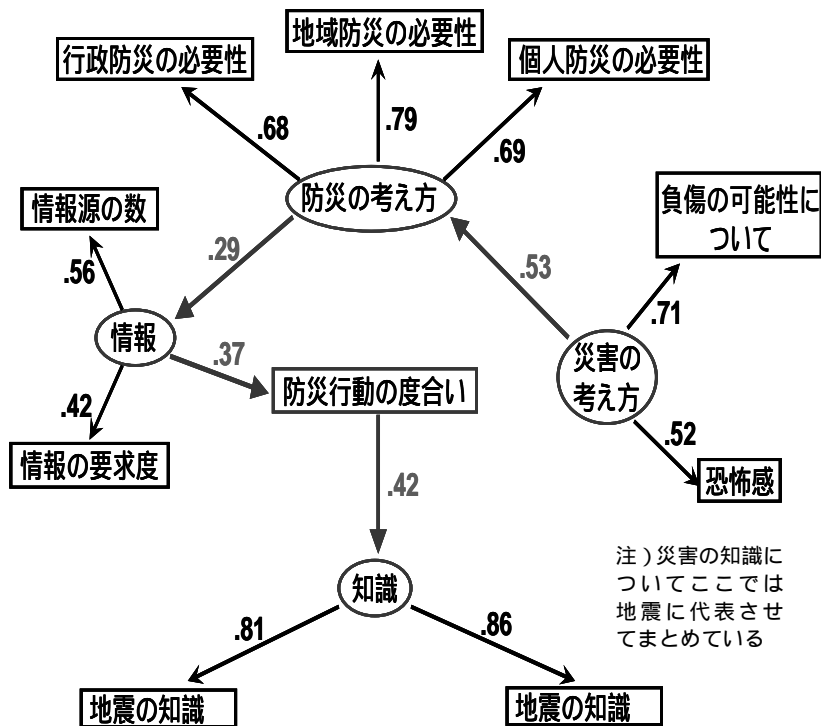 地域防災の必要性
行政防災の必要性
個人防災の必要性
.68
.79
.69
防災の考え方
情報源の数
負傷の可能性に
ついて
.29
.53
.56
.71
情報
.37
災害の
考え方
防災行動の度合い
.42
.52
情報の要求度
恐怖感
.42
注)災害の知識に
ついてここでは
地震に代表させ
てまとめている
知識
.81
.86
地震の知識
地震の知識